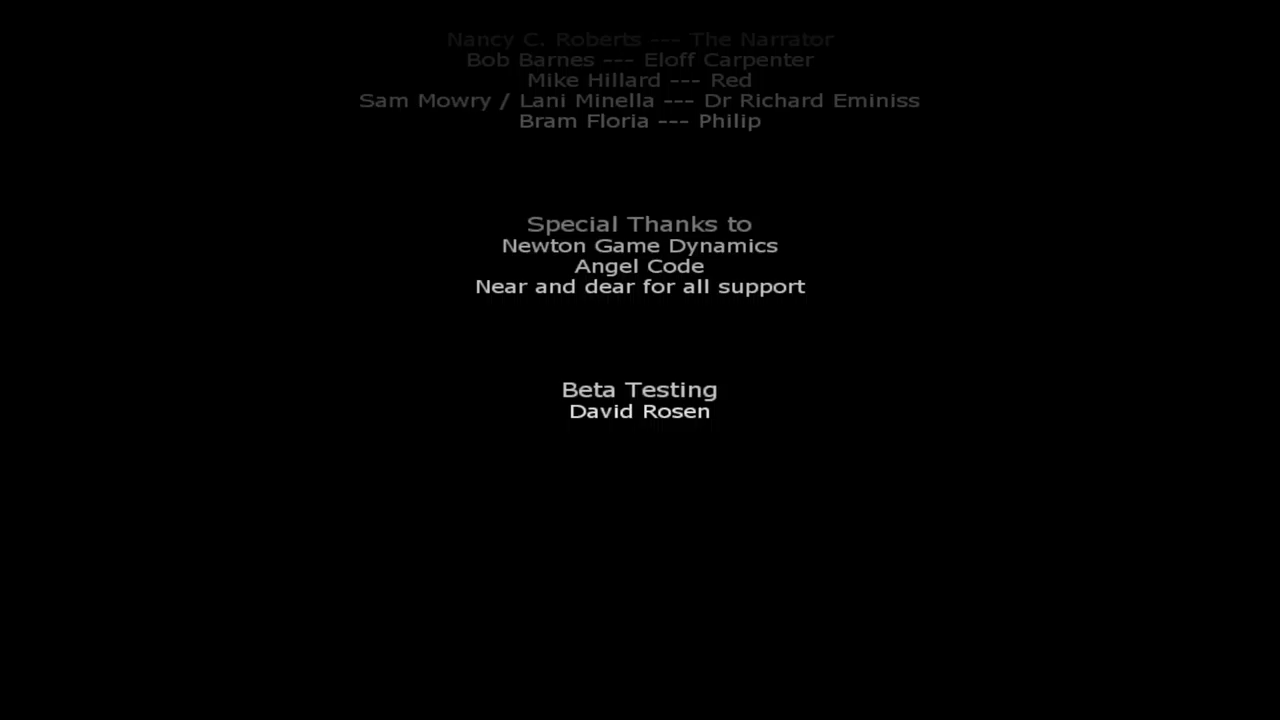 Nancy C. Roberts --- The Narrator
Bob Barnes --- Eloff Carpenter
Mike Hillard --- Red
Sam Mowry / Lani Minella --- Dr Richard Eminiss
Bram Floria --- Philip
Special Thanks to
Newton Game Dynamics
Angel Code
Near and dear for all support
Beta Testing
David Rosen